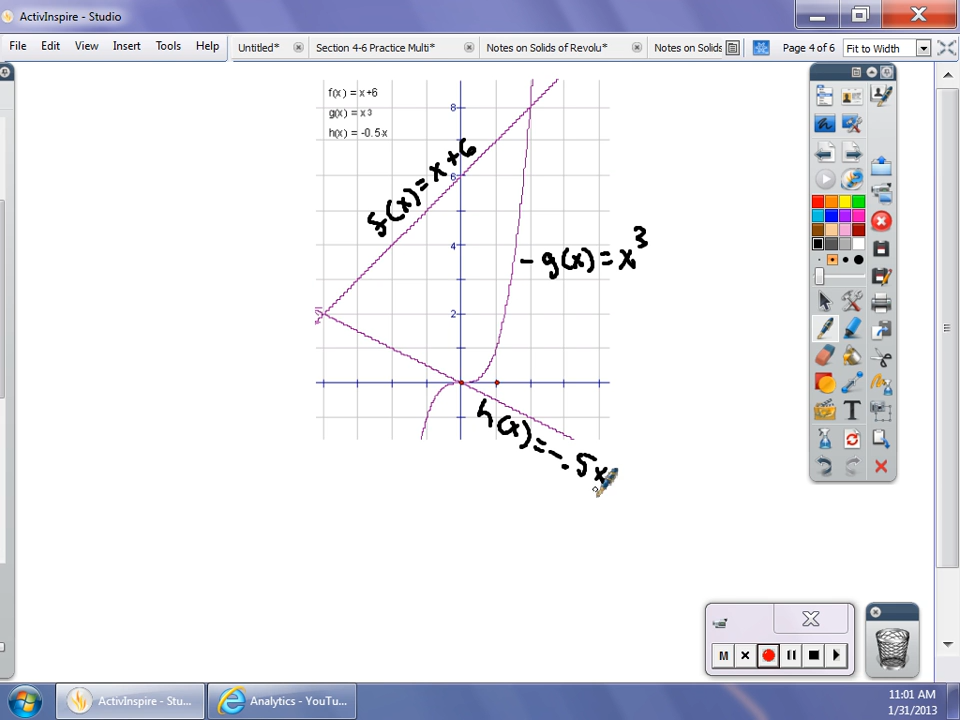 ActivInspire - Studio
File Edit View Insert Tools Help
Untitled* Section 4-6 Practice Multi* Notes on Solids of Revolu* Notes on Solids
Page 4 of 6 Fit to Width
f(x) = x+6
g(x) = x3
h(x) = -0.5x
8
6
4
2
f(x) = x+6
- g(x) = x3
h(x) = -.5x
T
M
ActivInspire - Stu...
Analytics - YouTu...
11:01 AM
1/31/2013